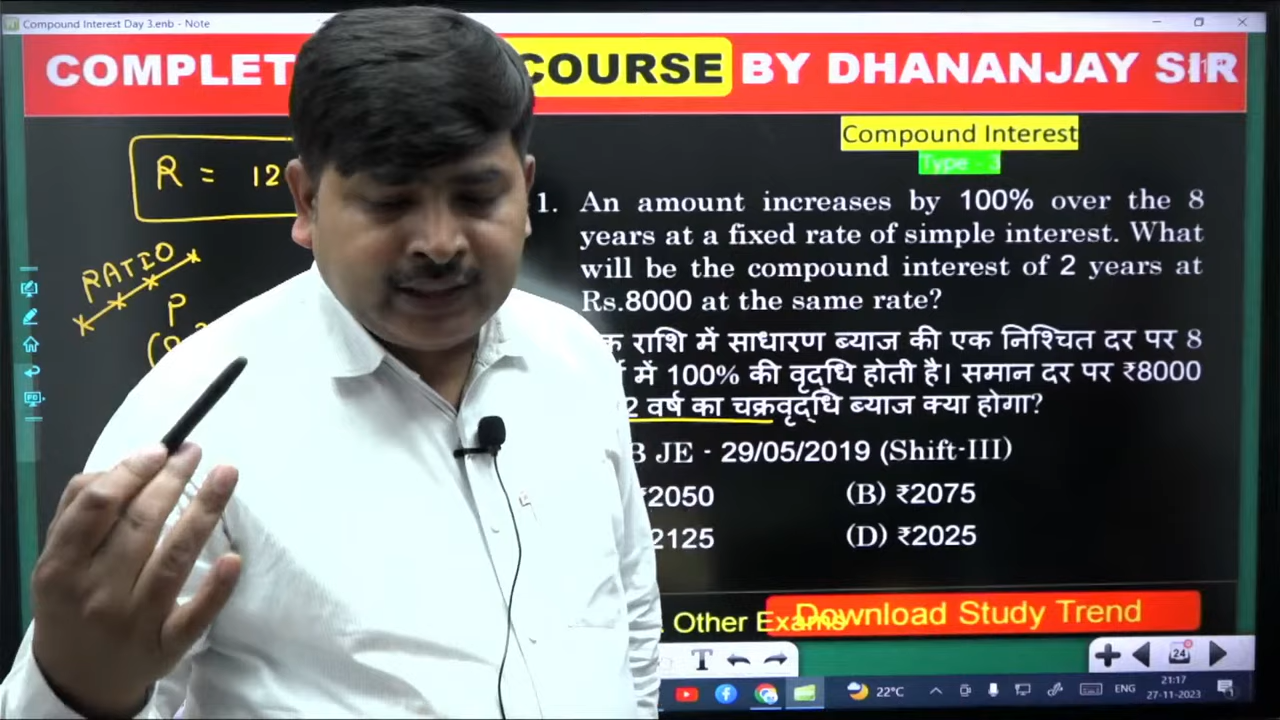 Compound Interest Day 3.enb - Note
COMPLET COURSE BY DHANANJAY SIR
Compound Interest
Type - 3
R = 12
RATIO
P
1. An amount increases by 100% over the 8
years at a fixed rate of simple interest. What
will be the compound interest of 2 years at
Rs.8000 at the same rate?
राशि में साधारण ब्याज की एक निश्चित दर पर 8
में 100% की वृद्धि होती है। समान दर पर ₹8000
2 वर्ष का चक्रवृद्धि ब्याज क्या होगा?
JE - 29/05/2019 (Shift-III)
₹2050 (B) ₹2075
2125 (D) ₹2025
Other Exams
Download Study Trend
T
24
22°C
ENG
21:17
27-11-2023